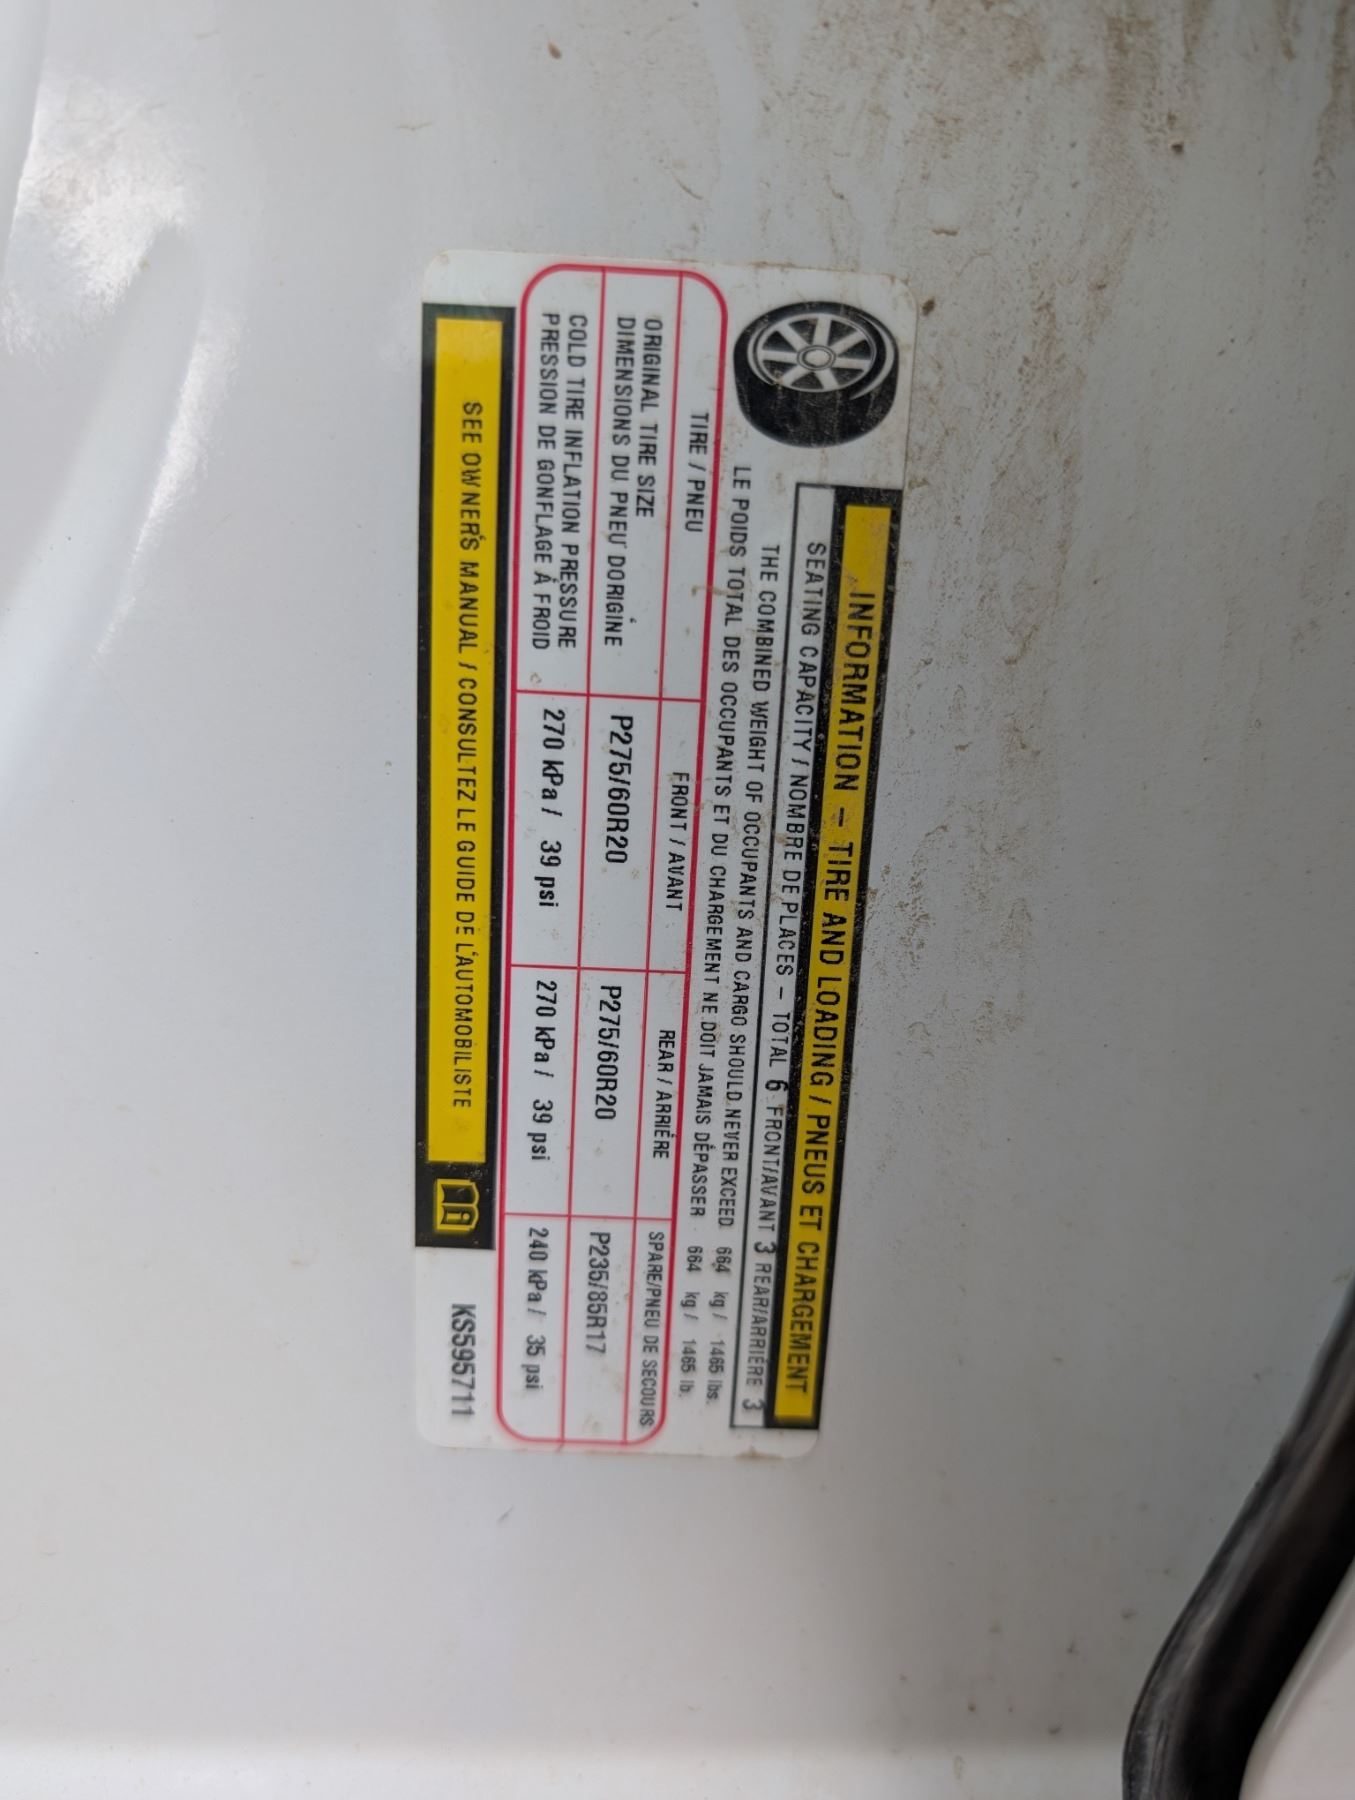 INFORMATION – TIRE AND LOADING / PNEUS ET CHARGEMENT
SEATING CAPACITY / NOMBRE DE PLACES – TOTAL 6 FRONT/AVANT 3 REAR/ARRIÈRE 3
THE COMBINED WEIGHT OF OCCUPANTS AND CARGO SHOULD NEVER EXCEED 664 kg / 1465 lbs.
LE POIDS TOTAL DES OCCUPANTS ET DU CHARGEMENT NE DOIT JAMAIS DÉPASSER 664 kg / 1465 lb.
TIRE / PNEU FRONT / AVANT REAR / ARRIÈRE SPARE/PNEU DE SECOURS
ORIGINAL TIRE SIZE
DIMENSIONS DU PNEU D'ORIGINE P275/60R20 P275/60R20 P235/85R17
COLD TIRE INFLATION PRESSURE
PRESSION DE GONFLAGE À FROID 270 kPa / 39 psi 270 kPa / 39 psi 240 kPa / 35 psi
SEE OWNER'S MANUAL / CONSULTEZ LE GUIDE DE L'AUTOMOBILISTE
KS595711